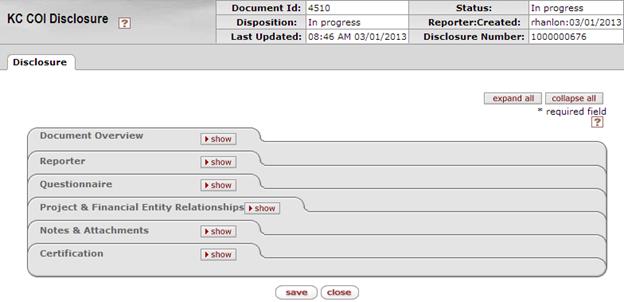 KC COI Disclosure ?
Document Id: 4510 Status: In progress
Disposition: In progress Reporter:Created: rhanlon:03/01/2013
Last Updated: 08:46 AM 03/01/2013 Disclosure Number: 1000000676
Disclosure
expand all collapse all
* required field
?
Document Overview show
Reporter show
Questionnaire show
Project & Financial Entity Relationships show
Notes & Attachments show
Certification show
save close